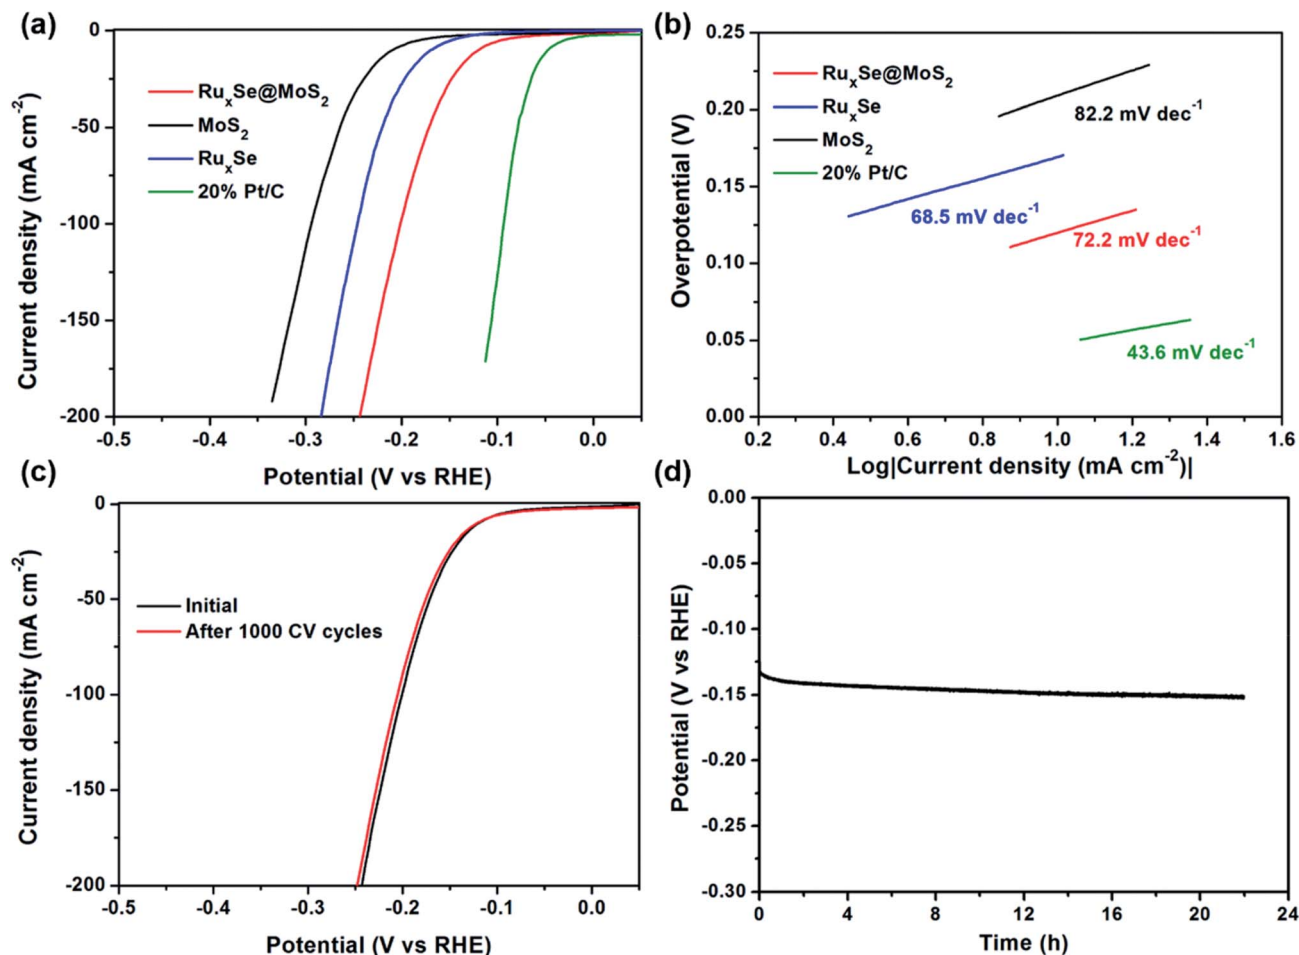 (a)
0
-50
-100
-150
-200
Current density (mA cm⁻²)
RuₓSe@MoS₂
MoS₂
RuₓSe
20% Pt/C
-0.5 -0.4 -0.3 -0.2 -0.1 0.0
Potential (V vs RHE)
(b)
0.25
0.20
0.15
0.10
0.05
0.00
Overpotential (V)
RuₓSe@MoS₂
RuₓSe
MoS₂
20% Pt/C
82.2 mV dec⁻¹
68.5 mV dec⁻¹
72.2 mV dec⁻¹
43.6 mV dec⁻¹
0.2 0.4 0.6 0.8 1.0 1.2 1.4 1.6
Log|Current density (mA cm⁻²)|
(c)
0
-50
-100
-150
-200
Current density (mA cm⁻²)
Initial
After 1000 CV cycles
-0.5 -0.4 -0.3 -0.2 -0.1 0.0
Potential (V vs RHE)
(d)
0.00
-0.05
-0.10
-0.15
-0.20
-0.25
-0.30
Potential (V vs RHE)
0 4 8 12 16 20 24
Time (h)